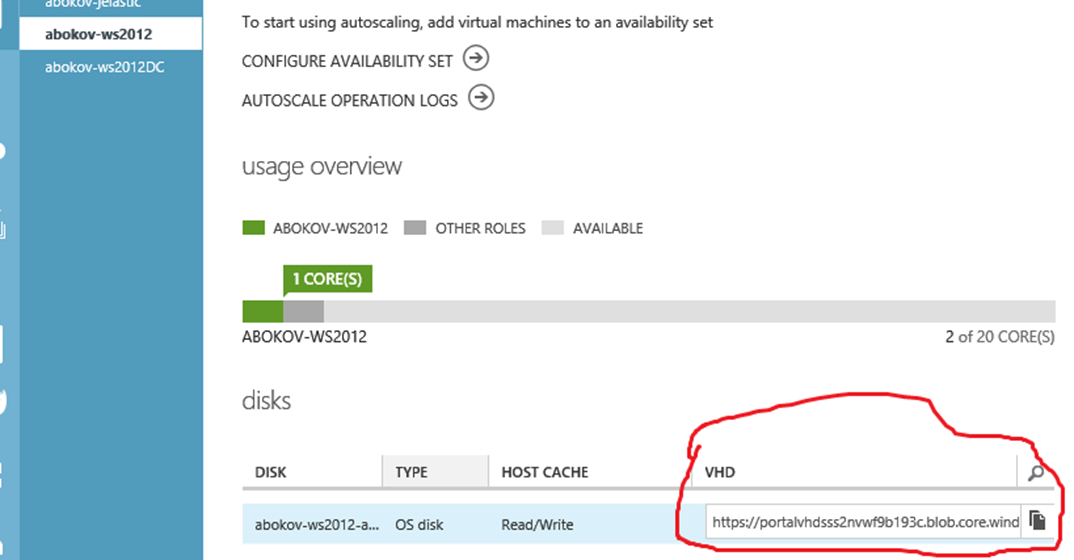 abokov-jelastic
abokov-ws2012
abokov-ws2012DC
To start using autoscaling, add virtual machines to an availability set
CONFIGURE AVAILABILITY SET
AUTOSCALE OPERATION LOGS
usage overview
ABOKOV-WS2012 OTHER ROLES AVAILABLE
1 CORE(S)
ABOKOV-WS2012 2 of 20 CORE(S)
disks
DISK TYPE HOST CACHE VHD
abokov-ws2012-a... OS disk Read/Write https://portalvhdsss2nvwf9b193c.blob.core.wind